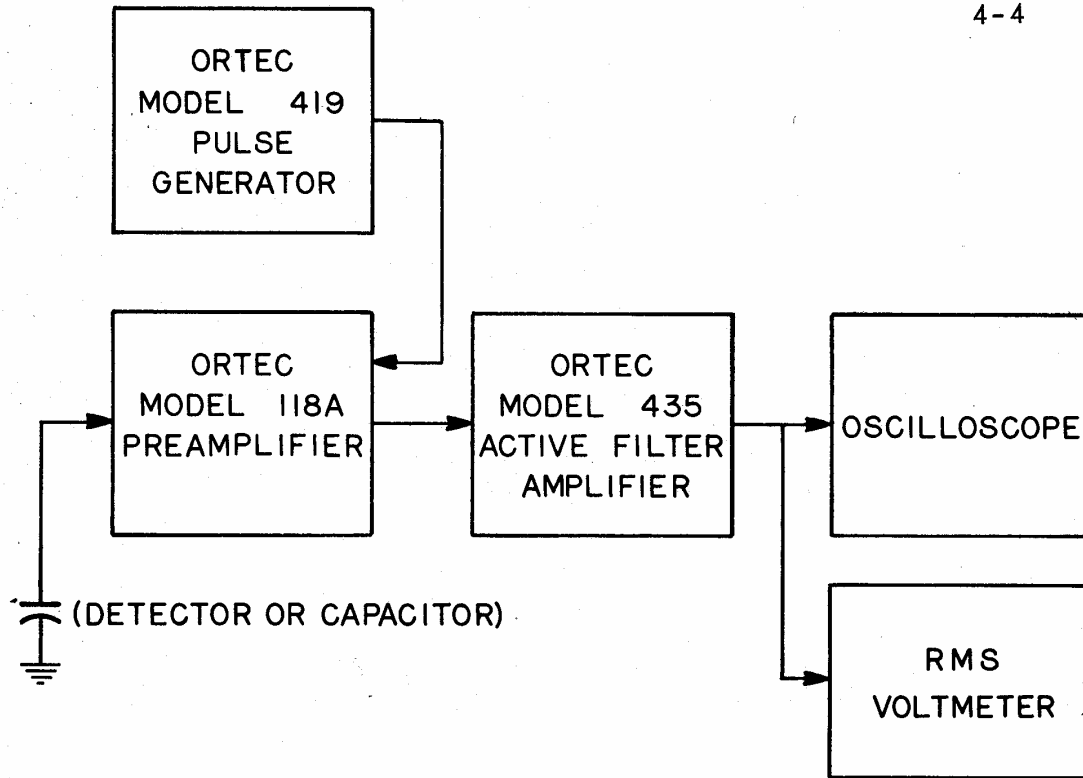 4-4
ORTEC
MODEL 419
PULSE
GENERATOR
ORTEC
MODEL 118A
PREAMPLIFIER
ORTEC
MODEL 435
ACTIVE FILTER
AMPLIFIER
OSCILLOSCOPE
(DETECTOR OR CAPACITOR)
RMS
VOLTMETER